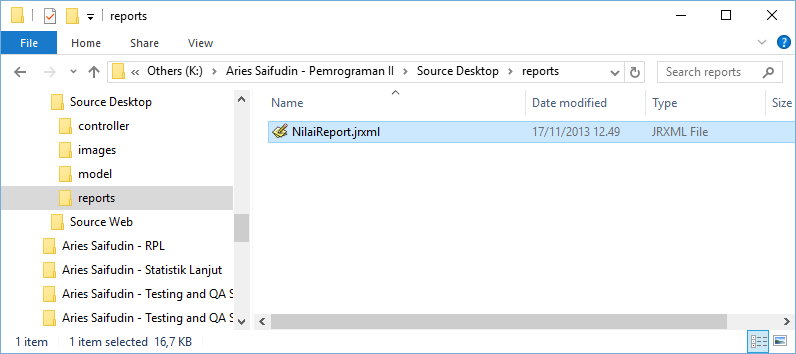 reports
File Home Share View
Others (K:) Aries Saifudin - Pemrograman II Source Desktop reports Search reports
Name Date modified Type Size
Source Desktop
NilaiReport.jrxml 17/11/2013 12.49 JRXML File
controller
images
model
reports
Source Web
Aries Saifudin - RPL
Aries Saifudin - Statistik Lanjut
Aries Saifudin - Testing and QA S
Aries Saifudin - Testing and QA S
1 item 1 item selected 16,7 KB